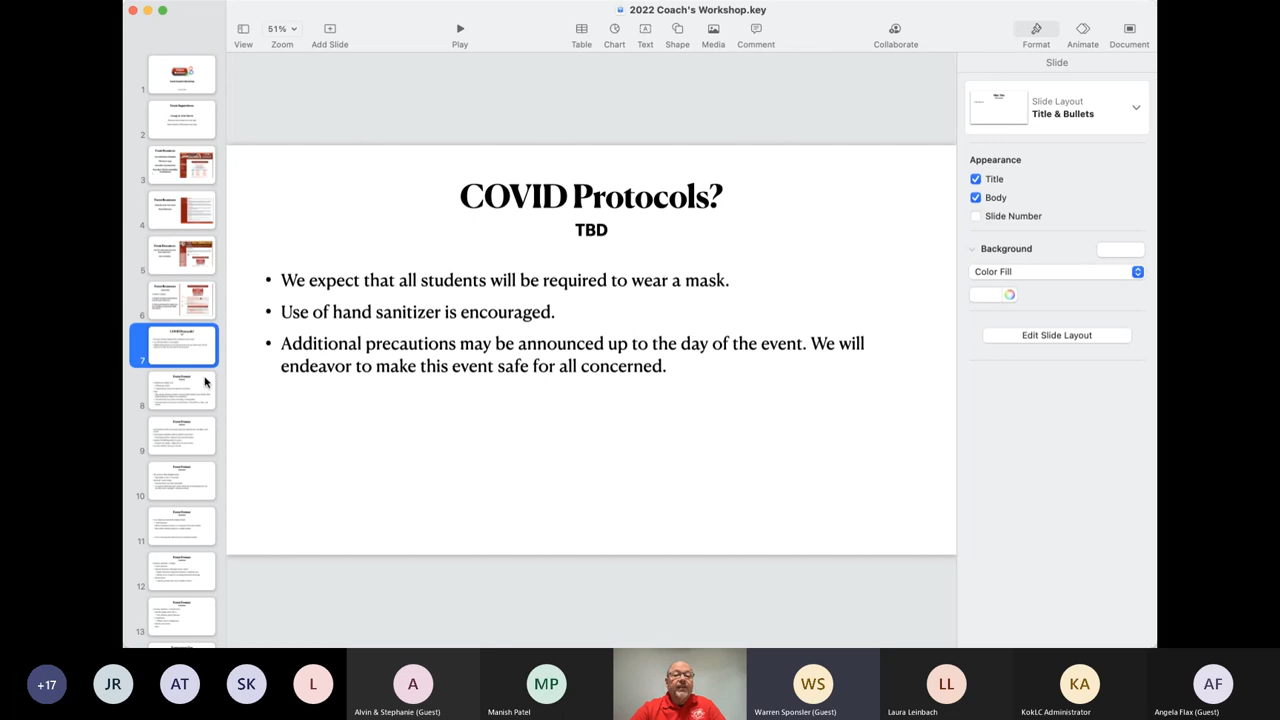 2022 Coach's Workshop.key
51%
View
Zoom
Add Slide
Play
Table
Chart
Text
Shape
Media
Comment
Collaborate
Format
Animate
Document
Slide
Slide Layout
Title & Bullets
Appearance
Title
Body
Slide Number
Background
Color Fill
Edit Slide Layout
1
2
3
4
5
6
7
8
9
10
11
12
13
COVID Protocols?
TBD
• We expect that all students will be required to wear a mask.
• Use of hand sanitizer is encouraged.
• Additional precautions may be announced up to the day of the event. We will
endeavor to make this event safe for all concerned.
+17
JR
AT
SK
L
A
Alvin & Stephanie (Guest)
MP
Manish Patel
WS
Warren Sponsler (Guest)
LL
Laura Leinbach
KA
KokLC Administrator
AF
Angela Flax (Guest)